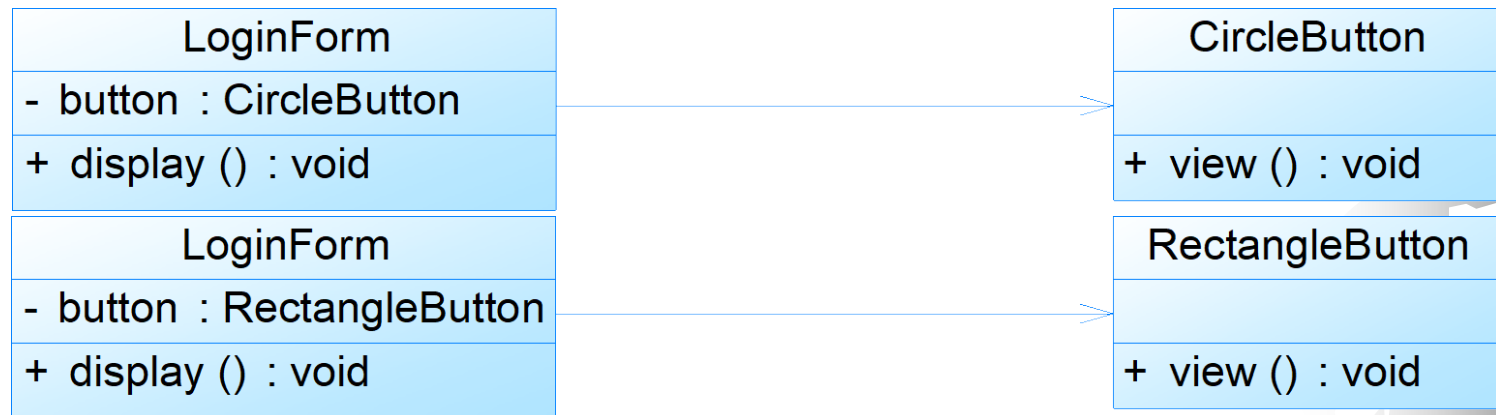 LoginForm
- button : CircleButton
+ display () : void
CircleButton
+ view () : void
LoginForm
- button : RectangleButton
+ display () : void
RectangleButton
+ view () : void